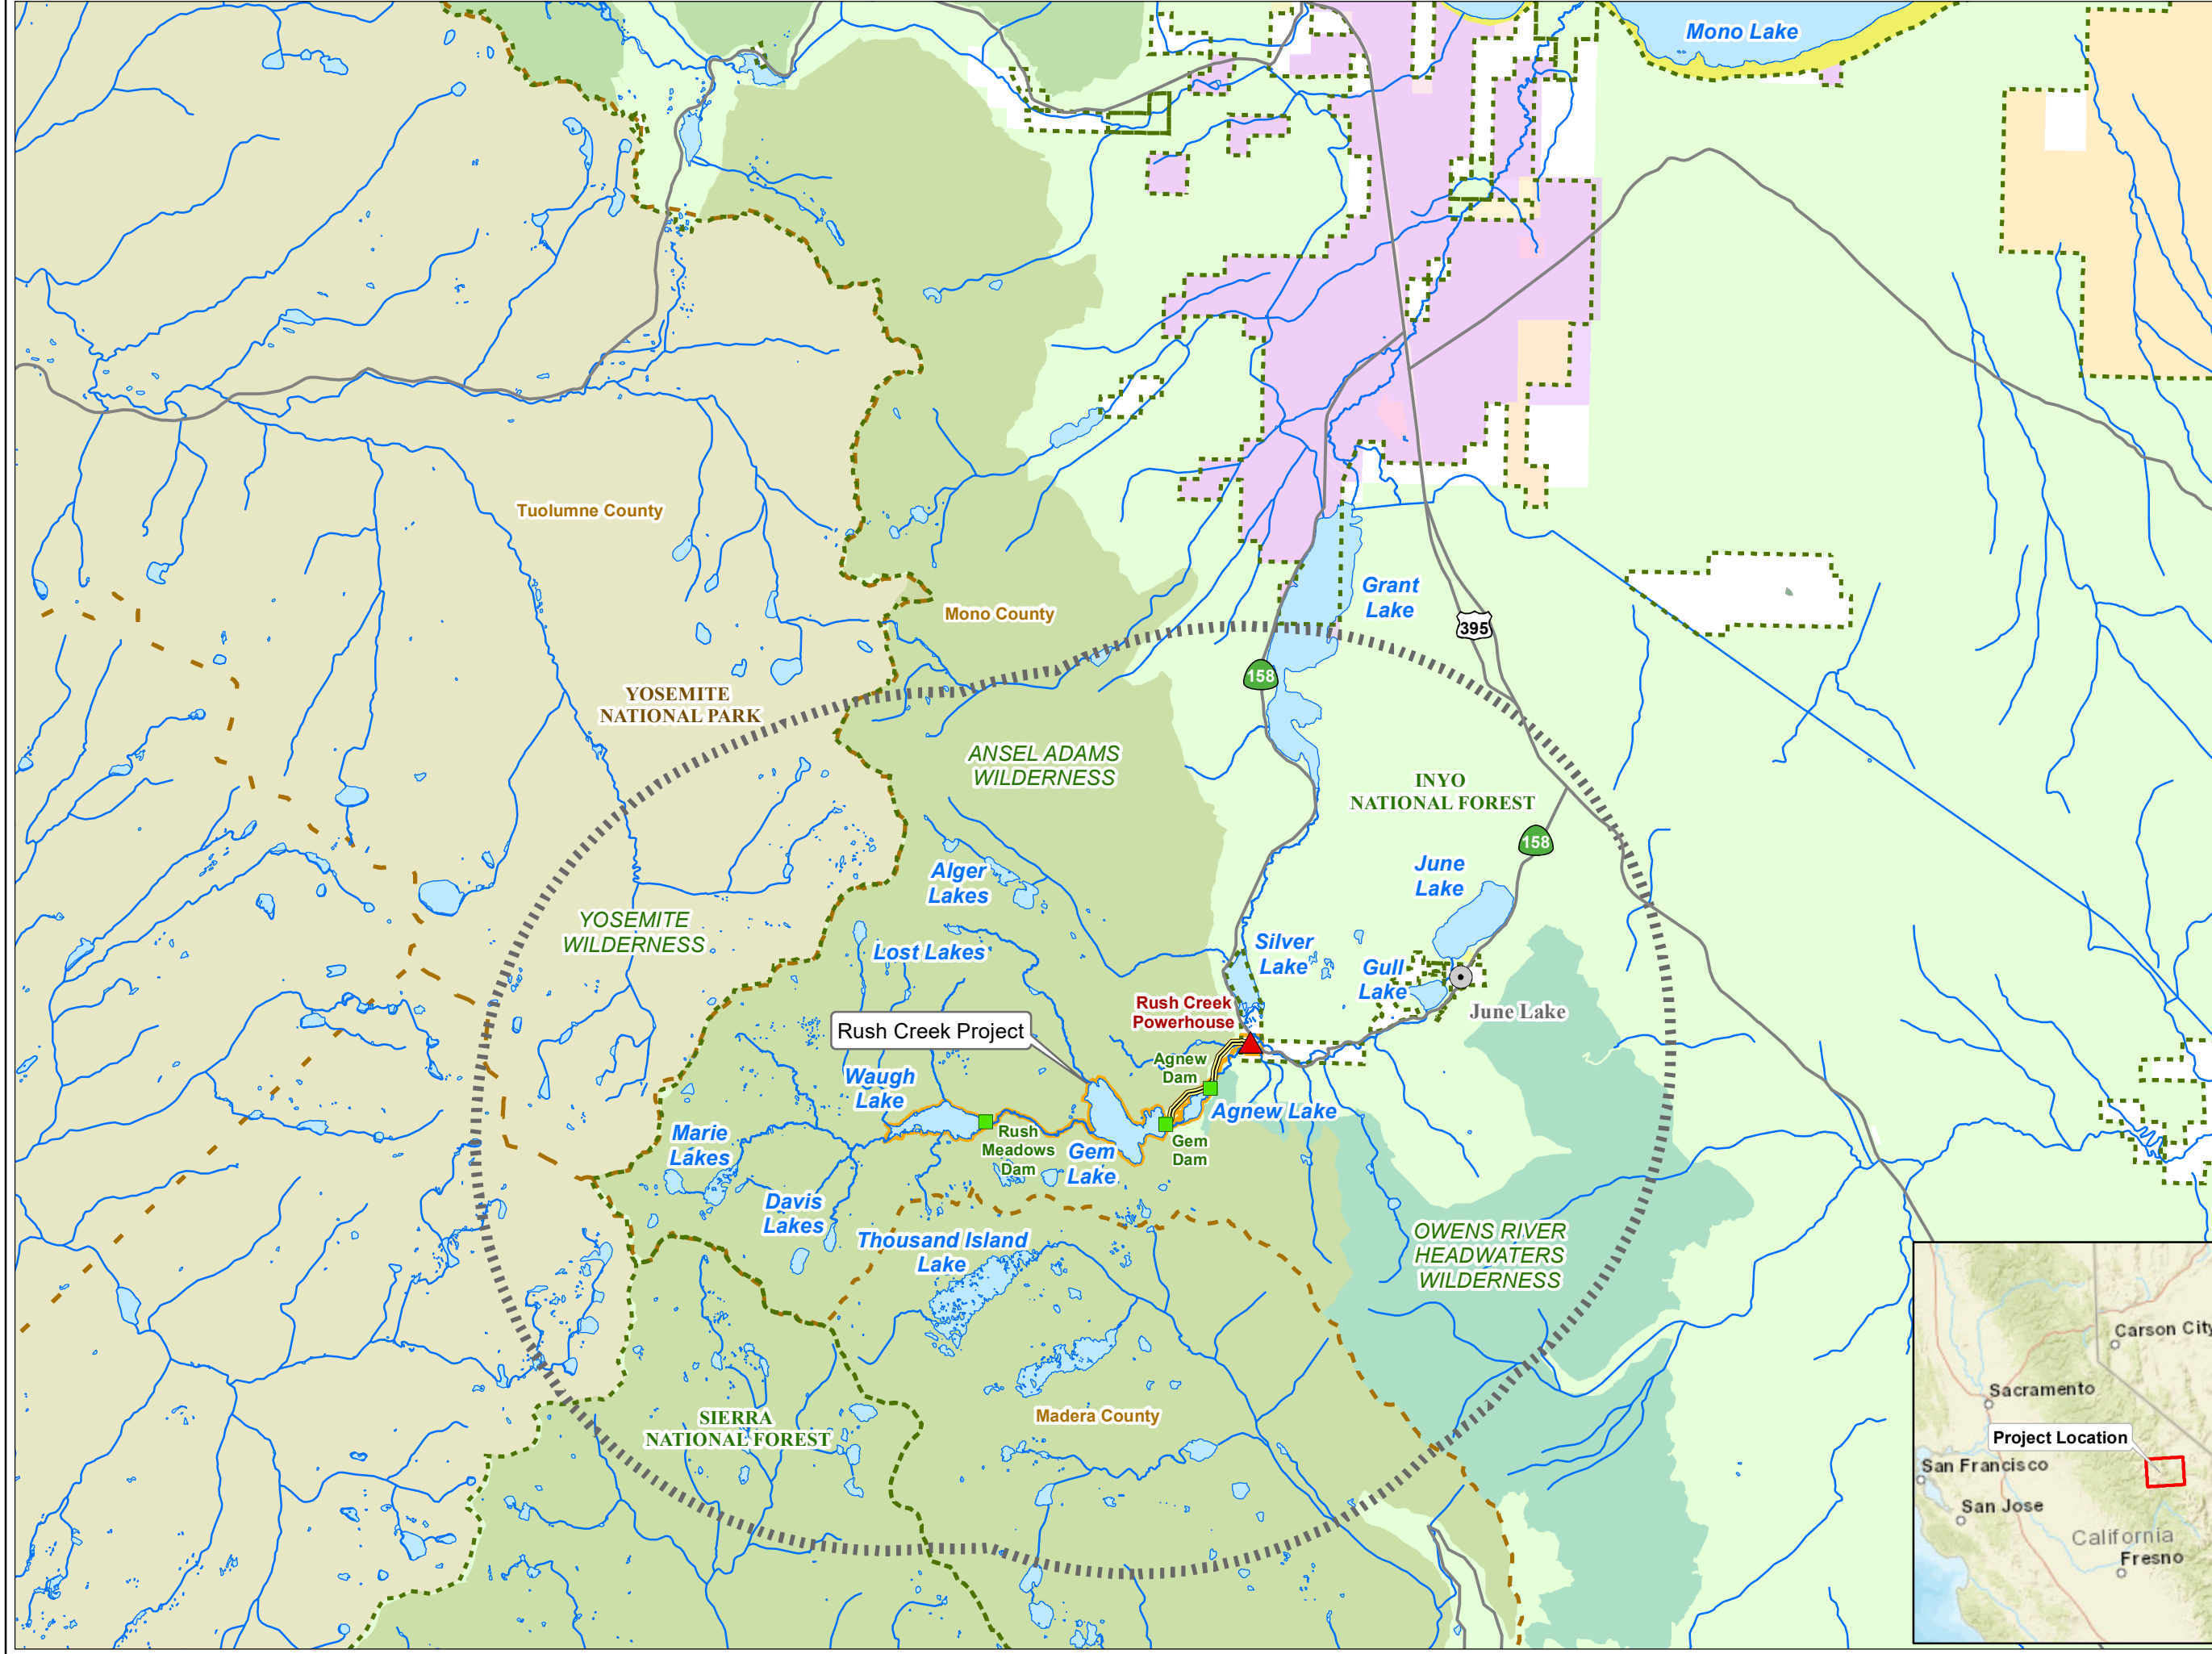 Mono Lake
Tuolumne County
Grant
Lake
Mono County
395
158
YOSEMITE
NATIONAL PARK
ANSEL ADAMS
WILDERNESS
INYO
NATIONAL FOREST
158
June
Lake
Alger
Lakes
YOSEMITE
WILDERNESS
Lost Lakes
Silver
Lake
Gull
Lake
Rush Creek
Powerhouse
June Lake
Rush Creek Project
Agnew
Dam
Waugh
Lake
Agnew Lake
Marie
Lakes
Rush
Meadows
Dam
Gem
Lake
Gem
Dam
Davis
Lakes
Thousand Island
Lake
OWENS RIVER
HEADWATERS
WILDERNESS
SIERRA
NATIONAL FOREST
Madera County
Carson City
Sacramento
Project Location
San Francisco
San Jose
California
Fresno